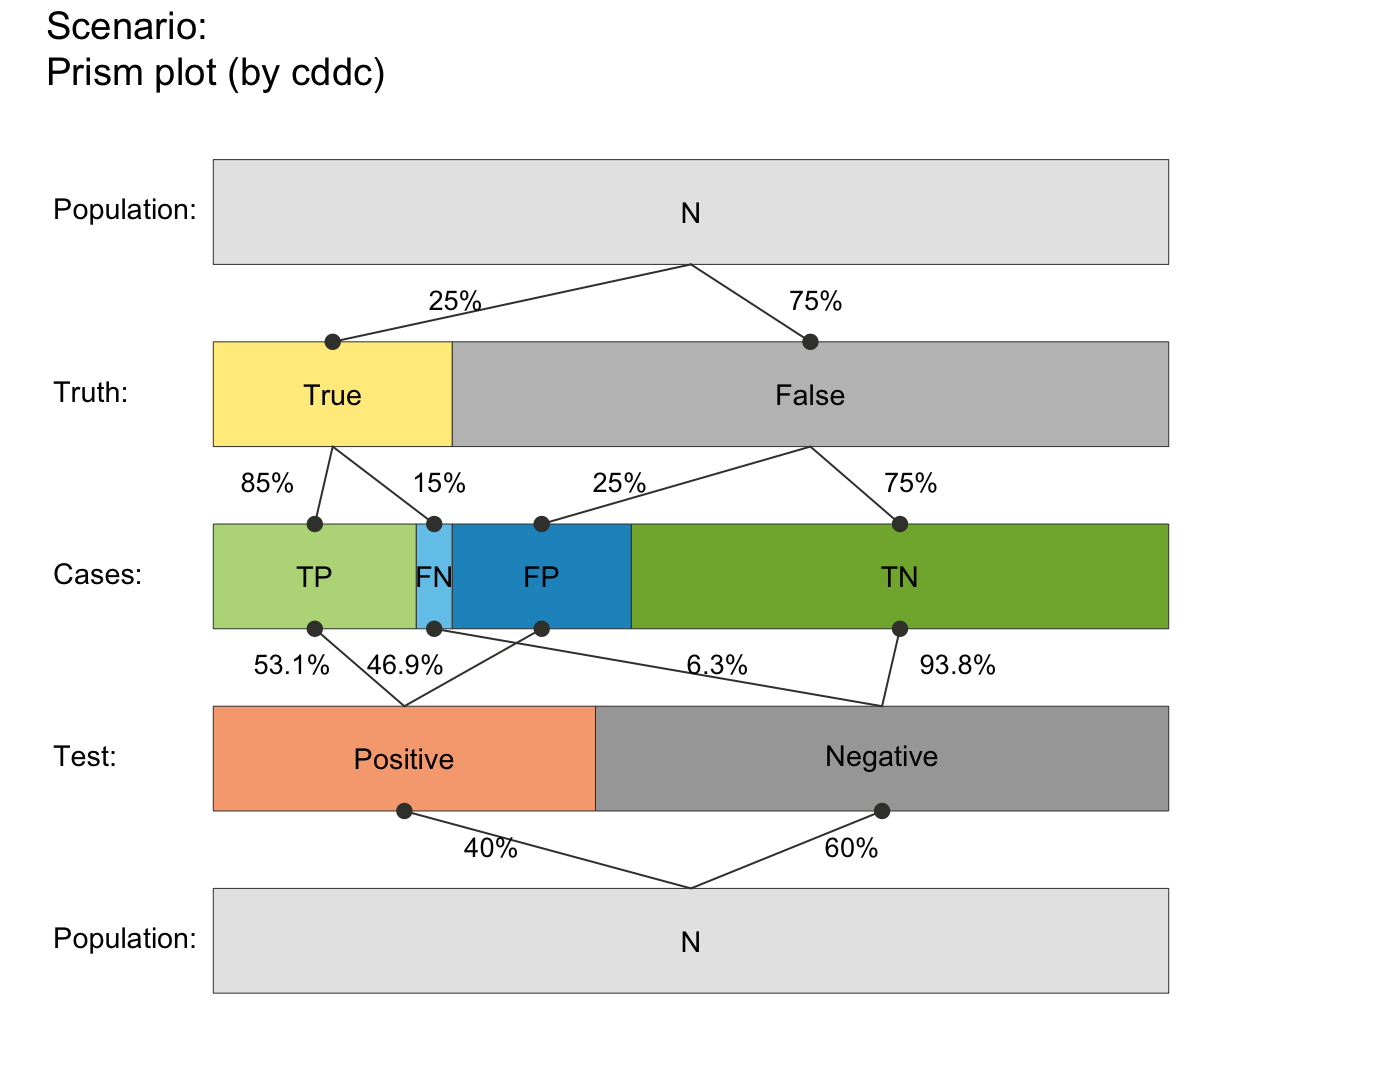 Scenario:
Prism plot (by cddc)
Population:
N
25%
75%
Truth:
True
False
85%
15%
25%
75%
Cases:
TP
FN
FP
TN
53.1%
46.9%
6.3%
93.8%
Test:
Positive
Negative
40%
60%
Population:
N